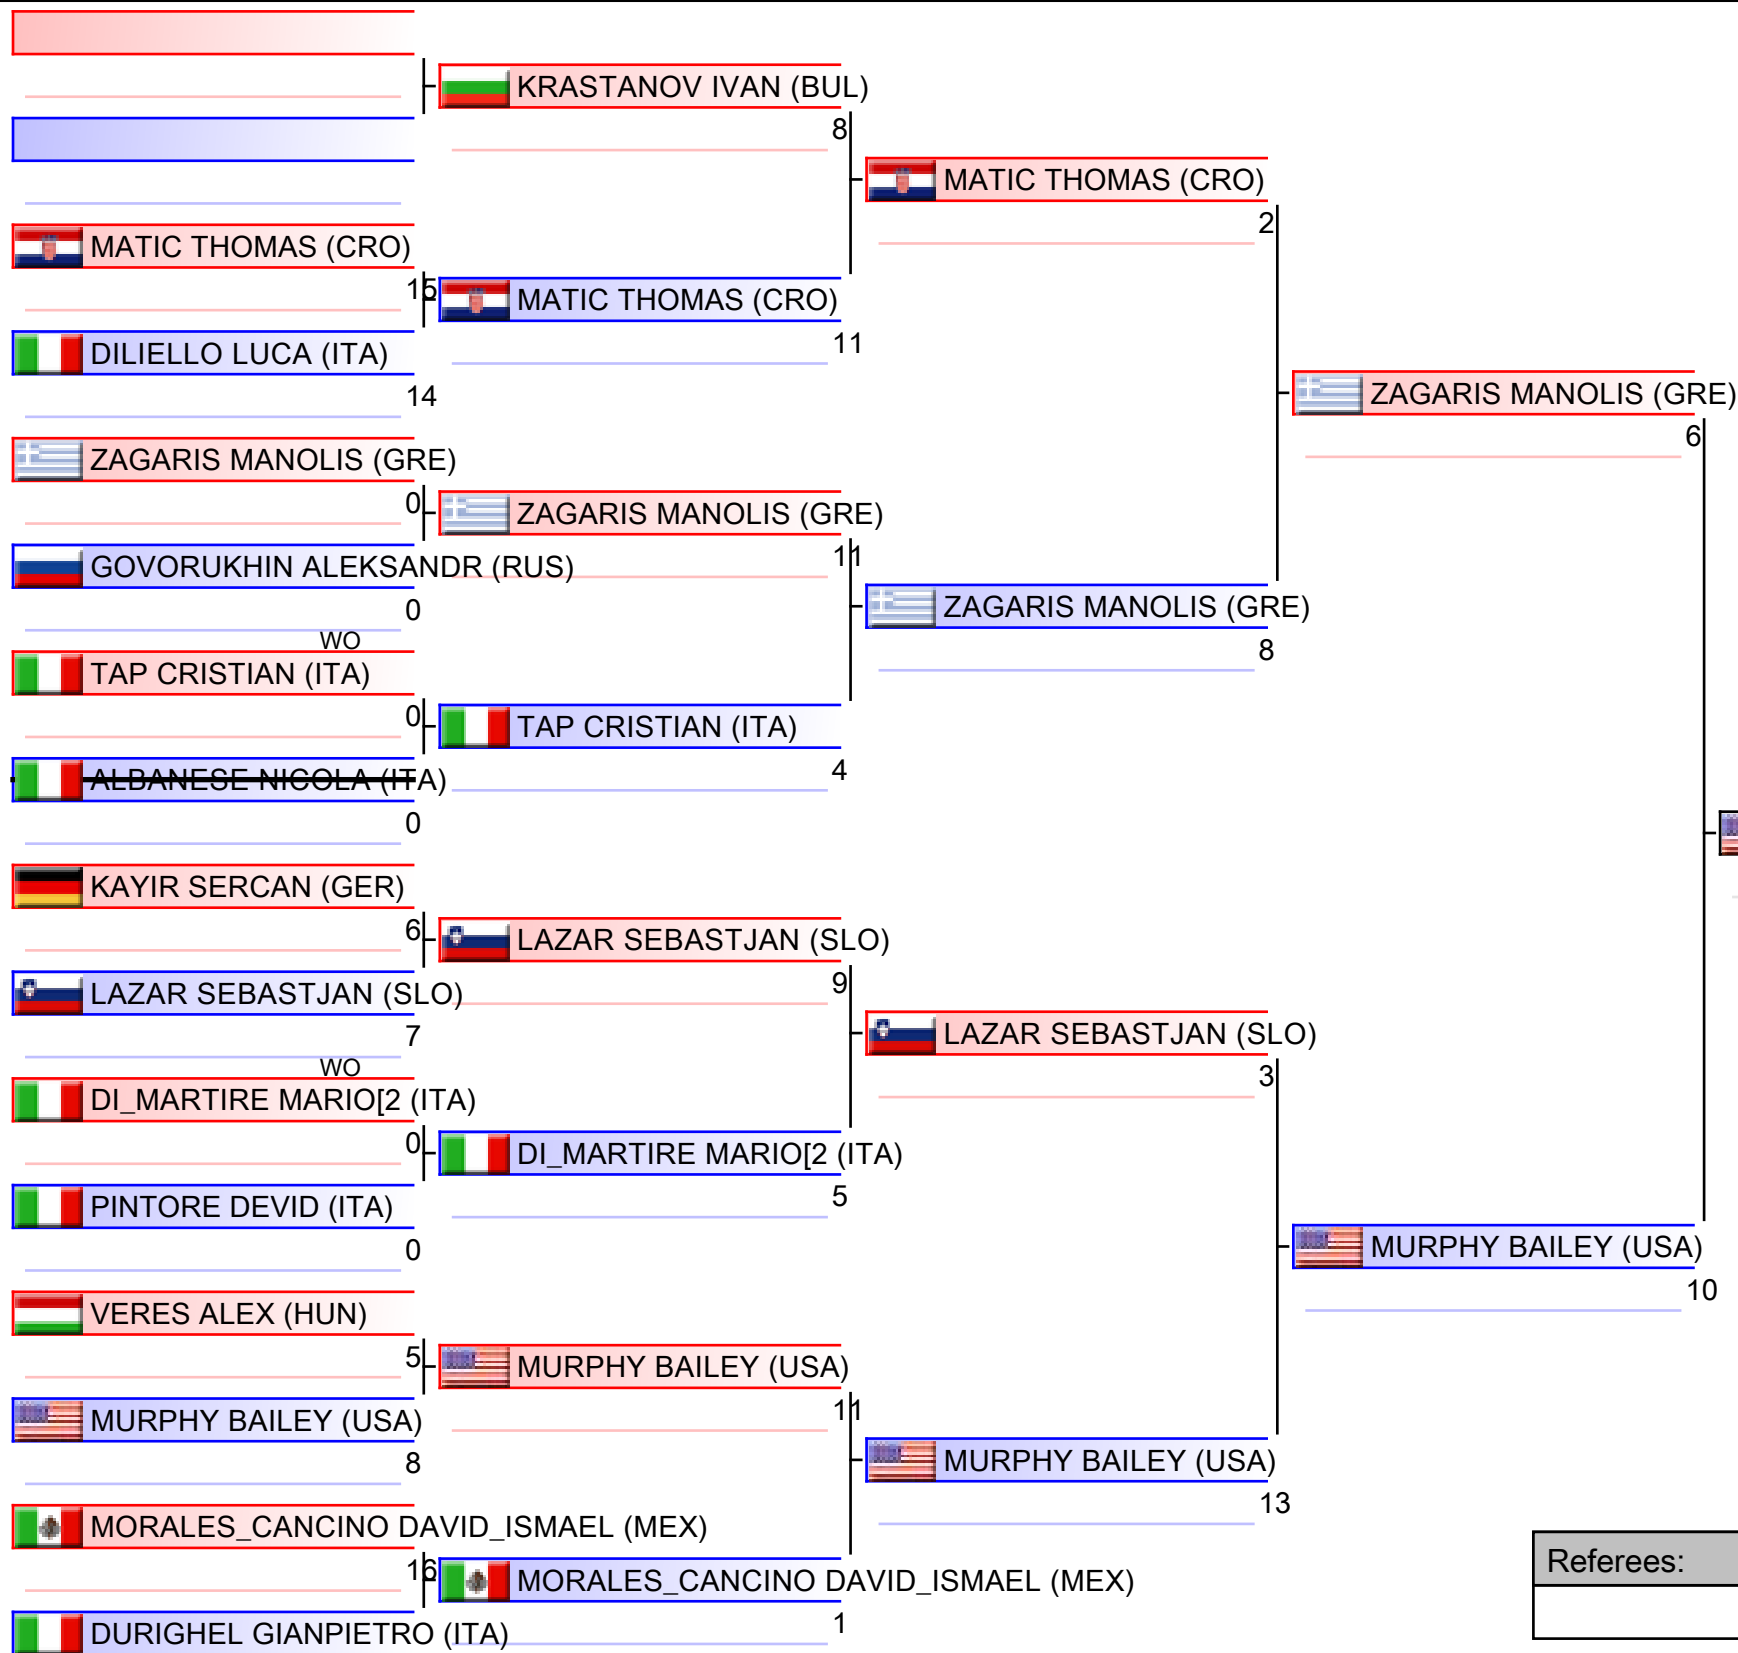 KRASTANOV IVAN (BUL)
8
MATIC THOMAS (CRO)
2
MATIC THOMAS (CRO)
15
MATIC THOMAS (CRO)
11
DILIELLO LUCA (ITA)
14
ZAGARIS MANOLIS (GRE)
6
ZAGARIS MANOLIS (GRE)
0
ZAGARIS MANOLIS (GRE)
11
GOVORUKHIN ALEKSANDR (RUS)
0
ZAGARIS MANOLIS (GRE)
8
WO
TAP CRISTIAN (ITA)
0
TAP CRISTIAN (ITA)
4
ALBANESE NICOLA (ITA)
0
KAYIR SERCAN (GER)
6
LAZAR SEBASTJAN (SLO)
9
LAZAR SEBASTJAN (SLO)
7
LAZAR SEBASTJAN (SLO)
3
WO
DI_MARTIRE MARIO[2 (ITA)
0
DI_MARTIRE MARIO[2 (ITA)
5
PINTORE DEVID (ITA)
0
MURPHY BAILEY (USA)
10
VERES ALEX (HUN)
5
MURPHY BAILEY (USA)
11
MURPHY BAILEY (USA)
8
MURPHY BAILEY (USA)
13
MORALES_CANCINO DAVID_ISMAEL (MEX)
16
MORALES_CANCINO DAVID_ISMAEL (MEX)
1
DURIGHEL GIANPIETRO (ITA)
Referees: